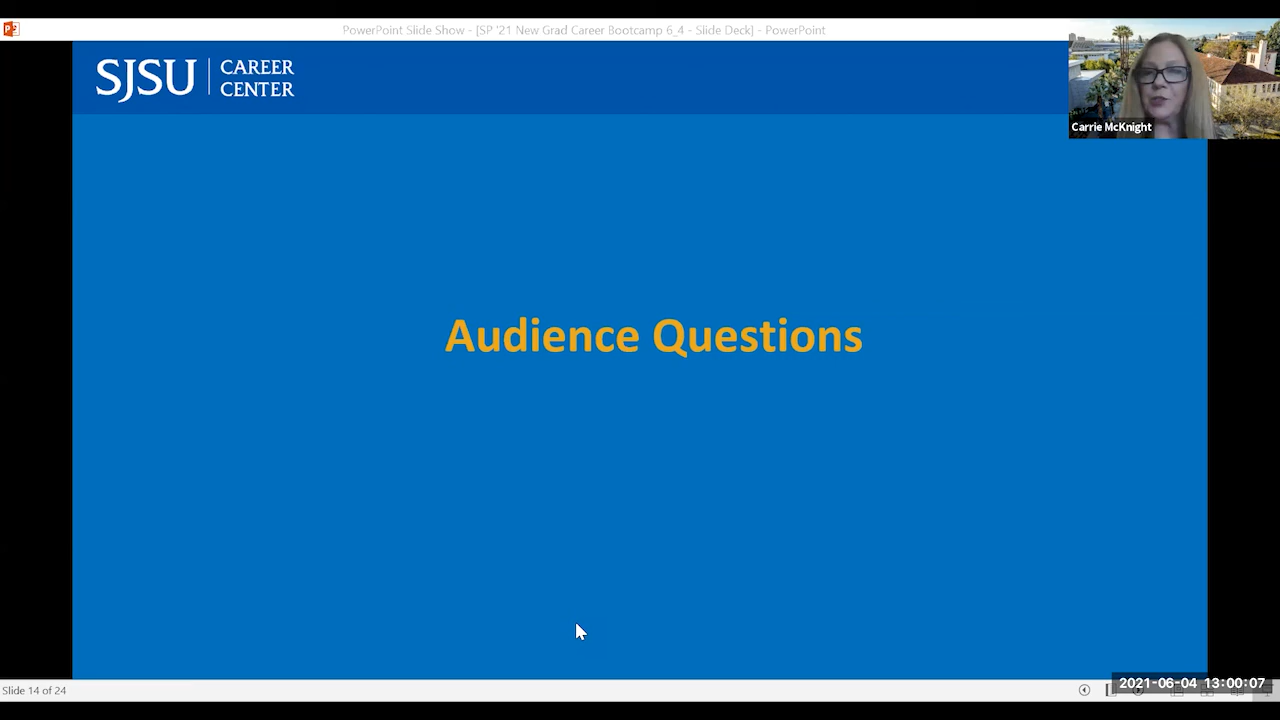 PowerPoint Slide Show - [SP '21 New Grad Career Bootcamp 6_4 - Slide Deck] - PowerPoint
SJSU
CAREER
CENTER
Carrie McKnight
Audience Questions
Slide 14 of 24
2021-06-04 13:00:07